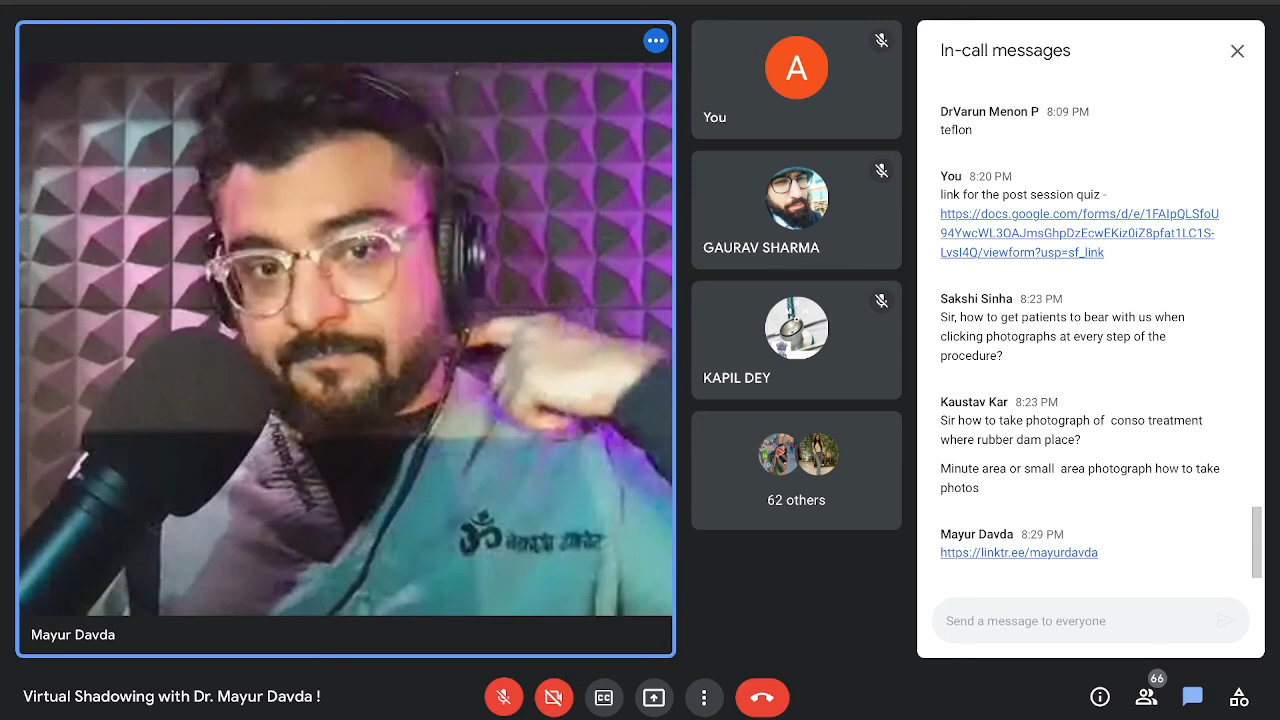 A
You
GAURAV SHARMA
KAPIL DEY
62 others
Mayur Davda
ॐ
In-call messages
DrVarun Menon P 8:09 PM
teflon
You 8:20 PM
link for the post session quiz -
https://docs.google.com/forms/d/e/1FAIpQLSfoU
94YwcWL3OAJmsGhpDzEcwEKiz0iZ8pfat1LC1S-
LvsI4Q/viewform?usp=sf_link
Sakshi Sinha 8:23 PM
Sir, how to get patients to bear with us when
clicking photographs at every step of the
procedure?
Kaustav Kar 8:23 PM
Sir how to take photograph of conso treatment
where rubber dam place?
Minute area or small area photograph how to take
photos
Mayur Davda 8:29 PM
https://linktr.ee/mayurdavda
Send a message to everyone
Virtual Shadowing with Dr. Mayur Davda !
CC
66